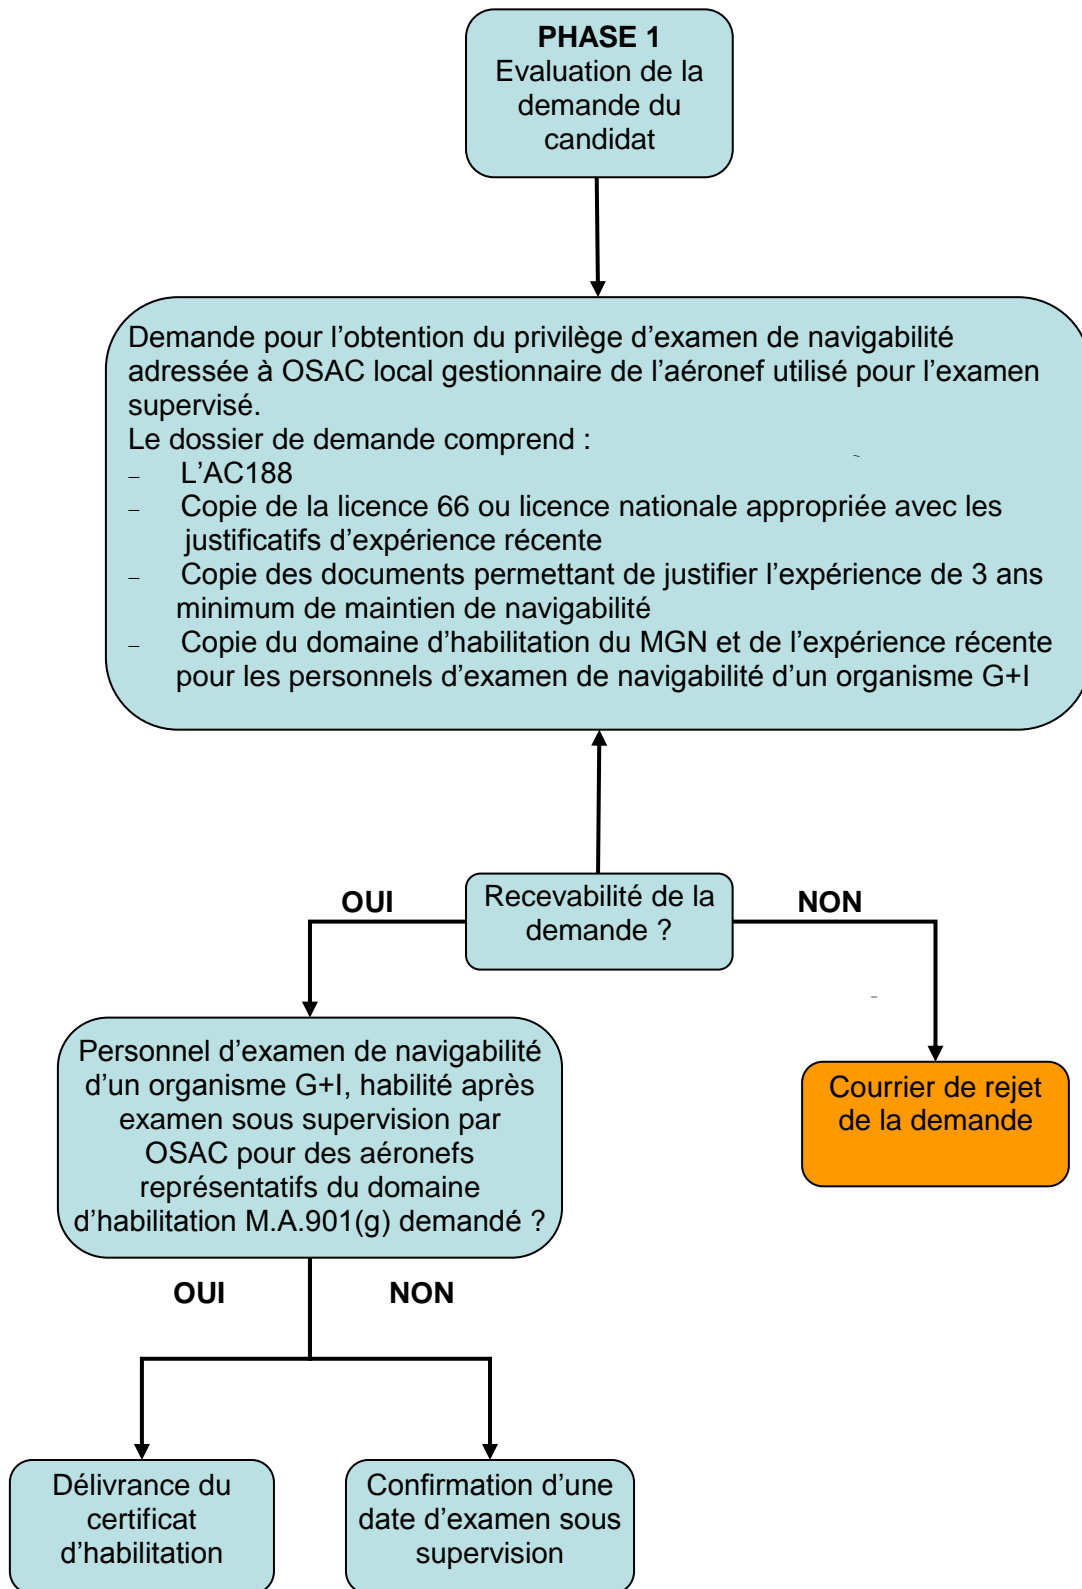 PHASE 1
Evaluation de la
demande du
candidat
Demande pour l’obtention du privilège d’examen de navigabilité
adressée à OSAC local gestionnaire de l’aéronef utilisé pour l’examen
supervisé.
Le dossier de demande comprend :
– L’AC188
– Copie de la licence 66 ou licence nationale appropriée avec les
justificatifs d’expérience récente
– Copie des documents permettant de justifier l’expérience de 3 ans
minimum de maintien de navigabilité
– Copie du domaine d’habilitation du MGN et de l’expérience récente
pour les personnels d’examen de navigabilité d’un organisme G+I
OUI
Recevabilité de la
demande ?
NON
Personnel d’examen de navigabilité
d’un organisme G+I, habilité après
examen sous supervision par
OSAC pour des aéronefs
représentatifs du domaine
d’habilitation M.A.901(g) demandé ?
Courrier de rejet
de la demande
OUI
NON
Délivrance du
certificat
d’habilitation
Confirmation d’une
date d’examen sous
supervision